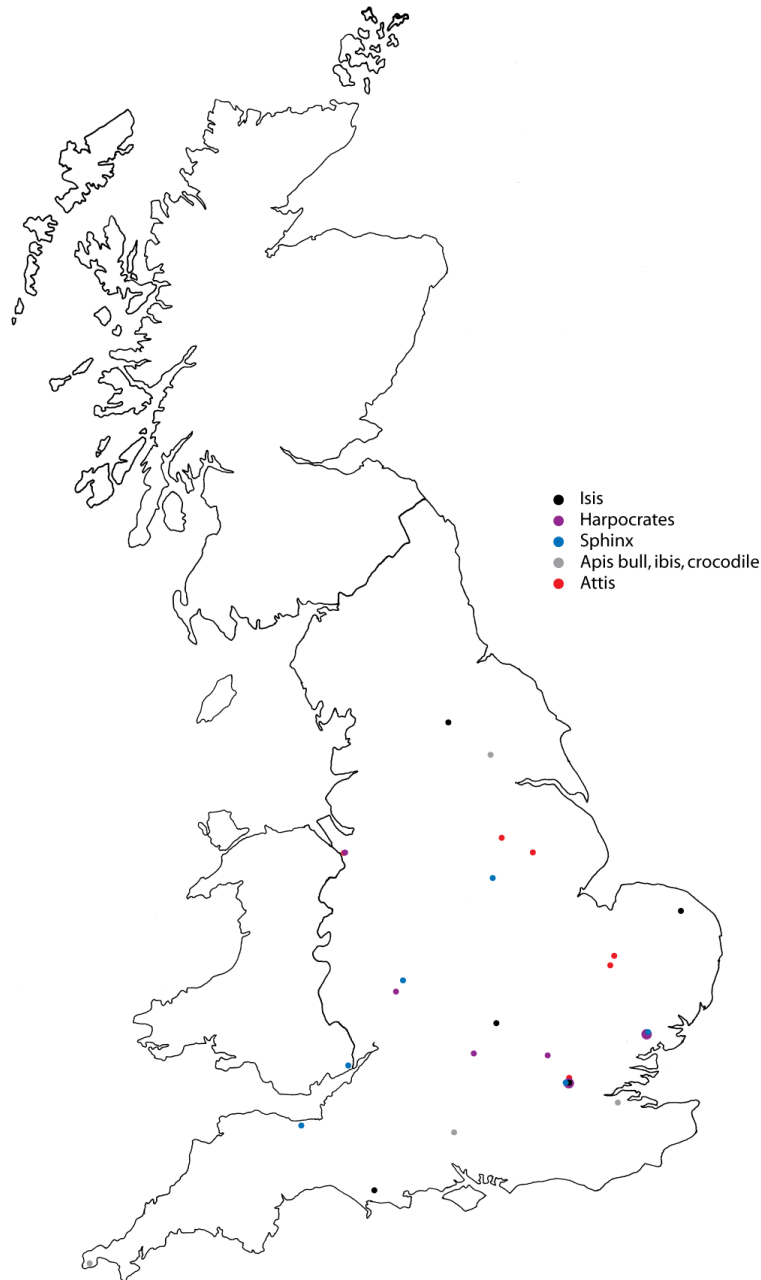 Isis
Harpocrates
Sphinx
Apis bull, ibis, crocodile
Attis